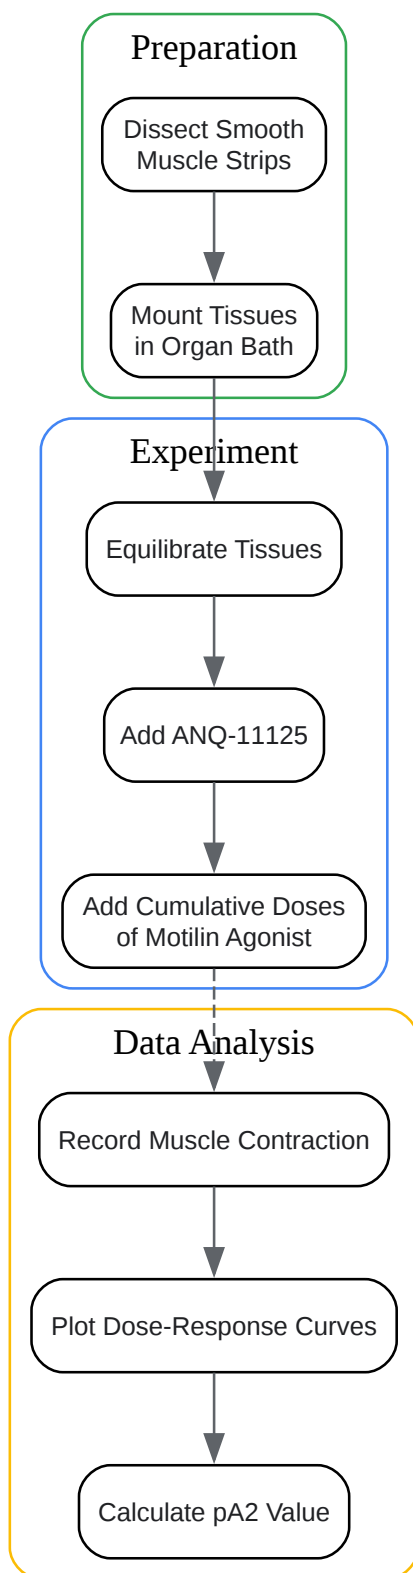 Preparation
Dissect Smooth
Muscle Strips
Mount Tissues
in Organ Bath
Experiment
Equilibrate Tissues
Add ANQ-11125
Add Cumulative Doses
of Motilin Agonist
Data Analysis
Record Muscle Contraction
Plot Dose-Response Curves
Calculate pA2 Value